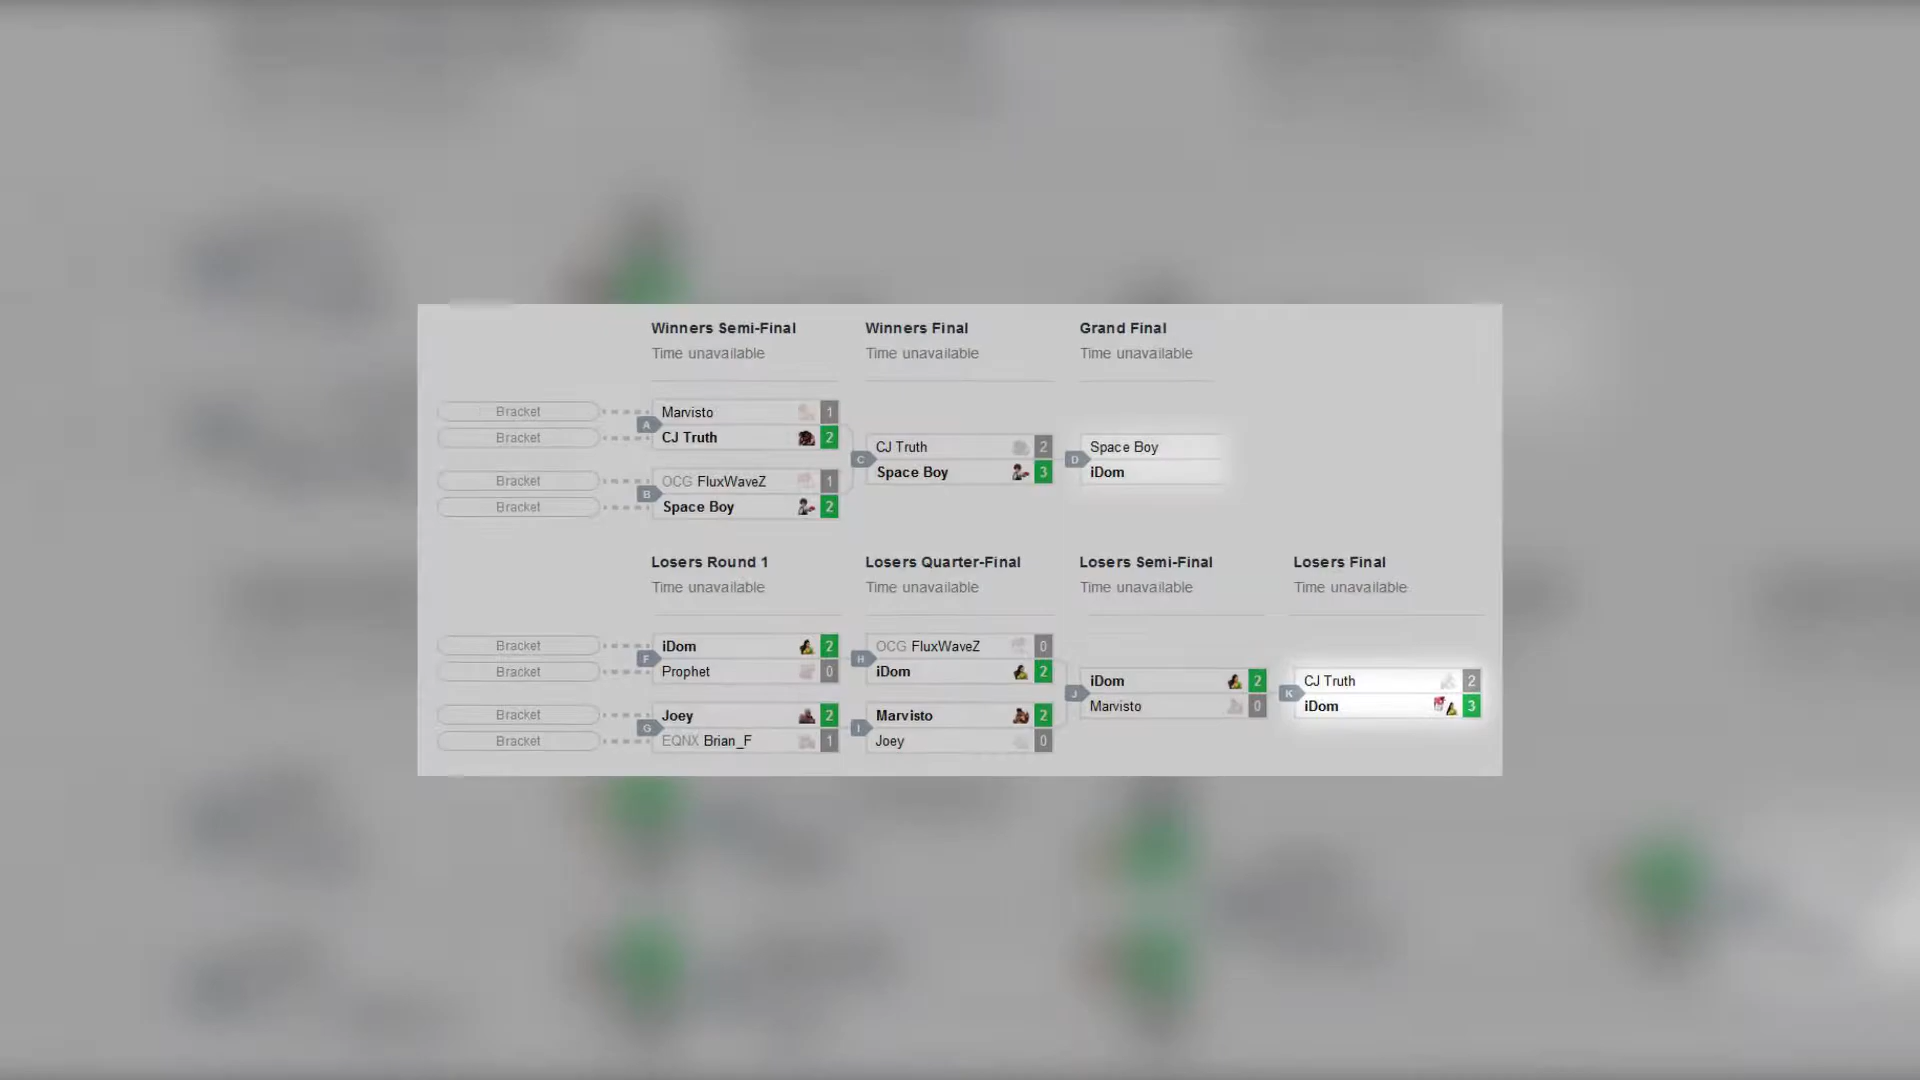 Winners Semi-Final
Time unavailable
Winners Final
Time unavailable
Grand Final
Time unavailable
Bracket
Bracket
A
Marvisto 1
CJ Truth 2
Bracket
Bracket
B
OCG FluxWaveZ 1
Space Boy 2
C
CJ Truth 2
Space Boy 3
D
Space Boy
iDom
Losers Round 1
Time unavailable
Losers Quarter-Final
Time unavailable
Losers Semi-Final
Time unavailable
Losers Final
Time unavailable
Bracket
Bracket
F
iDom 2
Prophet 0
Bracket
Bracket
G
Joey 2
EQNX Brian_F 1
H
OCG FluxWaveZ 0
iDom 2
I
Marvisto 2
Joey 0
J
iDom 2
Marvisto 0
K
CJ Truth 2
iDom 3